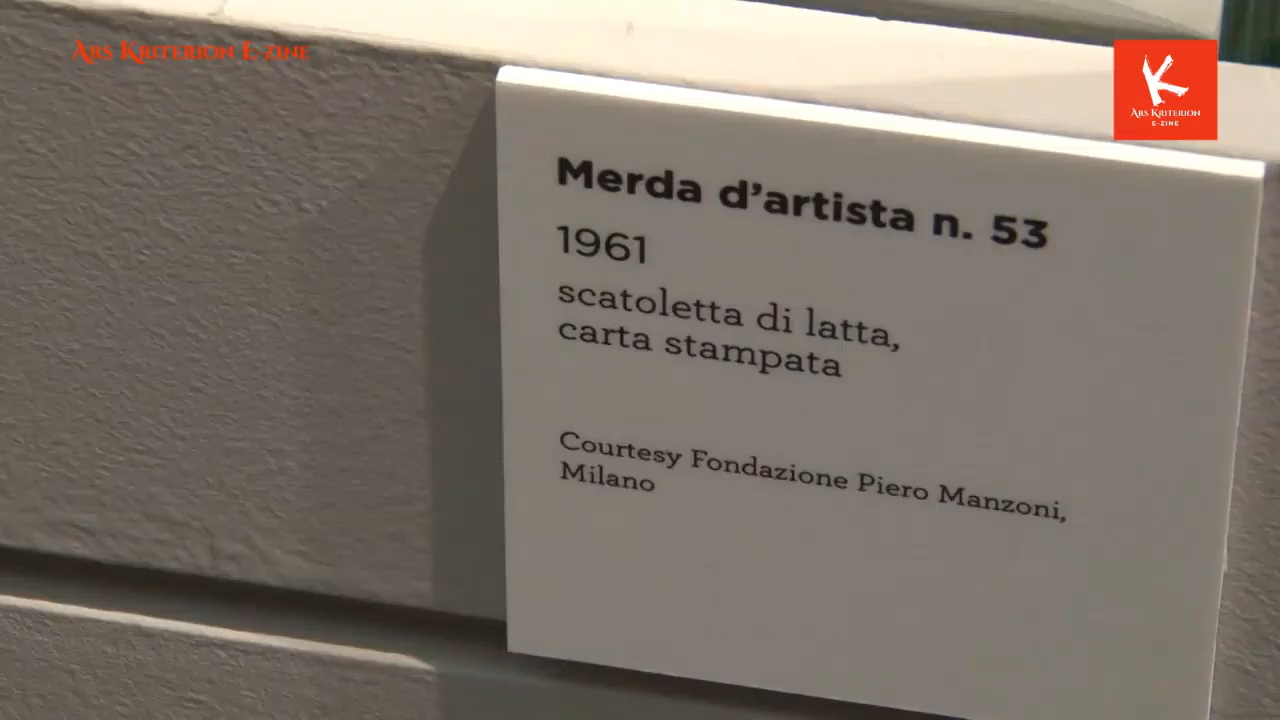 Ars Kriterion E-zine
Ars Kriterion
E-zine
Merda d’artista n. 53
1961
scatoletta di latta,
carta stampata
Courtesy Fondazione Piero Manzoni,
Milano